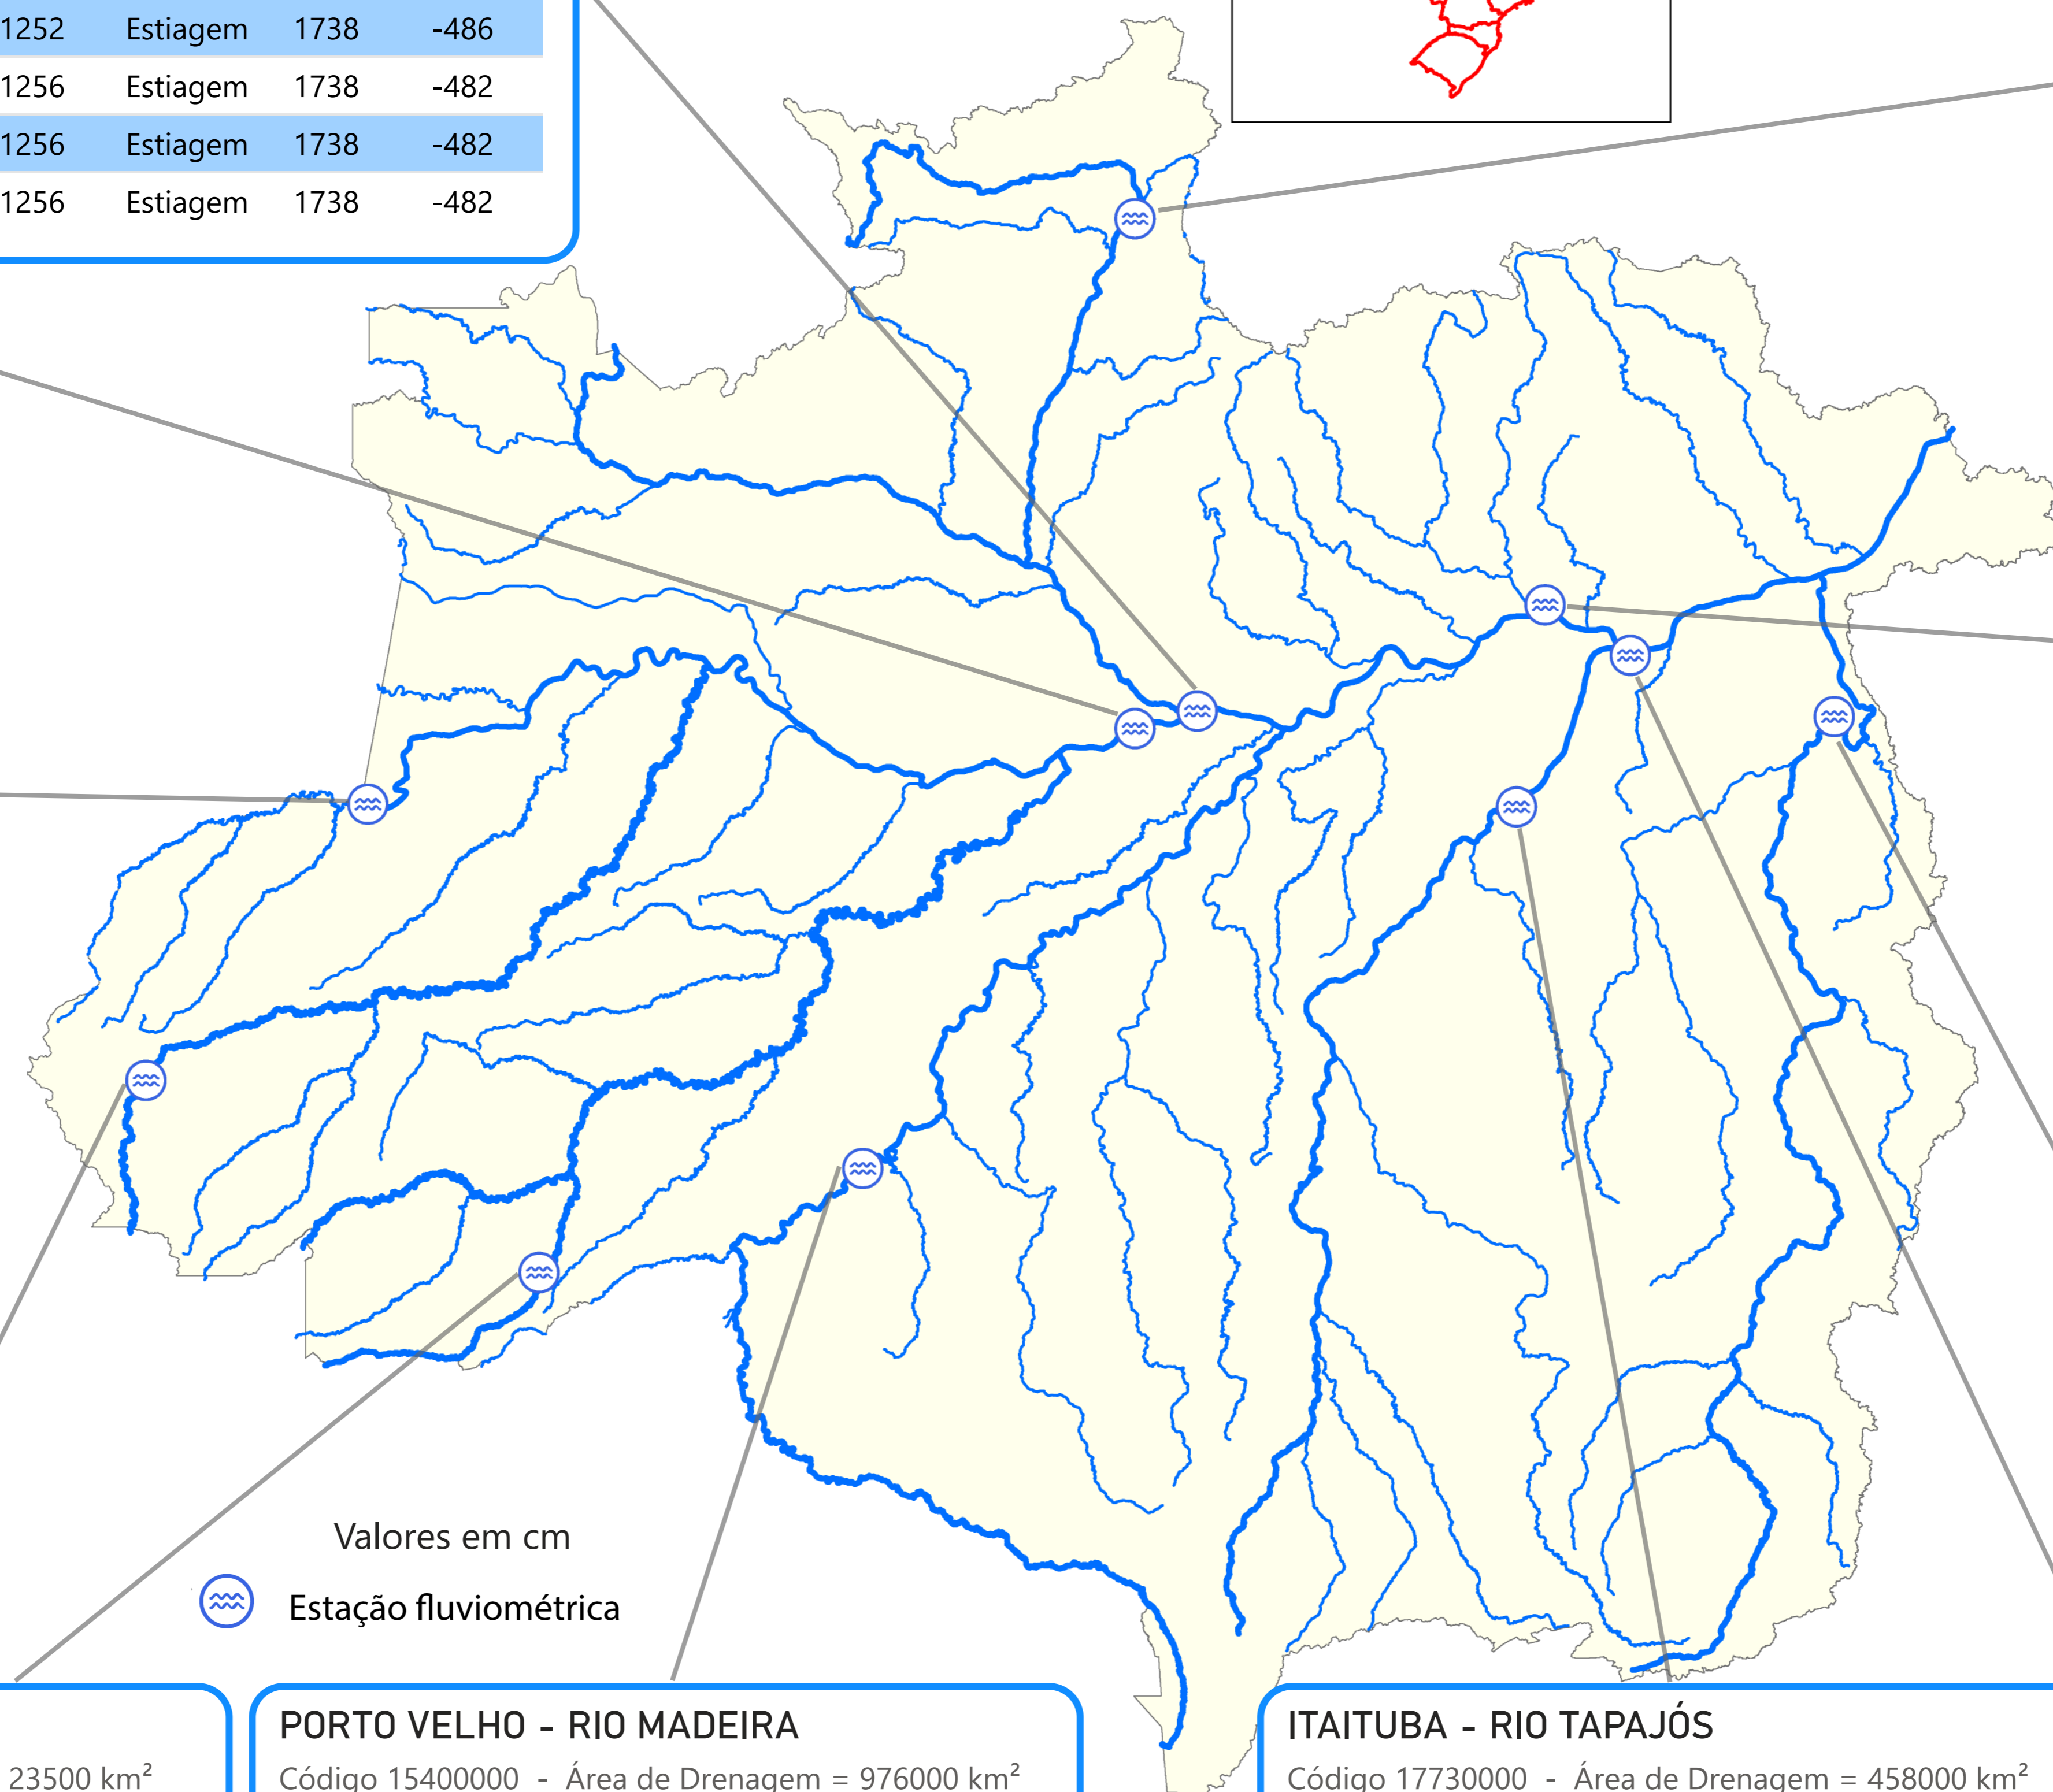 1252 Estiagem 1738 -486
1256 Estiagem 1738 -482
1256 Estiagem 1738 -482
1256 Estiagem 1738 -482
Valores em cm
Estação fluviométrica
23500 km²
PORTO VELHO - RIO MADEIRA
Código 15400000 - Área de Drenagem = 976000 km²
ITAITUBA - RIO TAPAJÓS
Código 17730000 - Área de Drenagem = 458000 km²